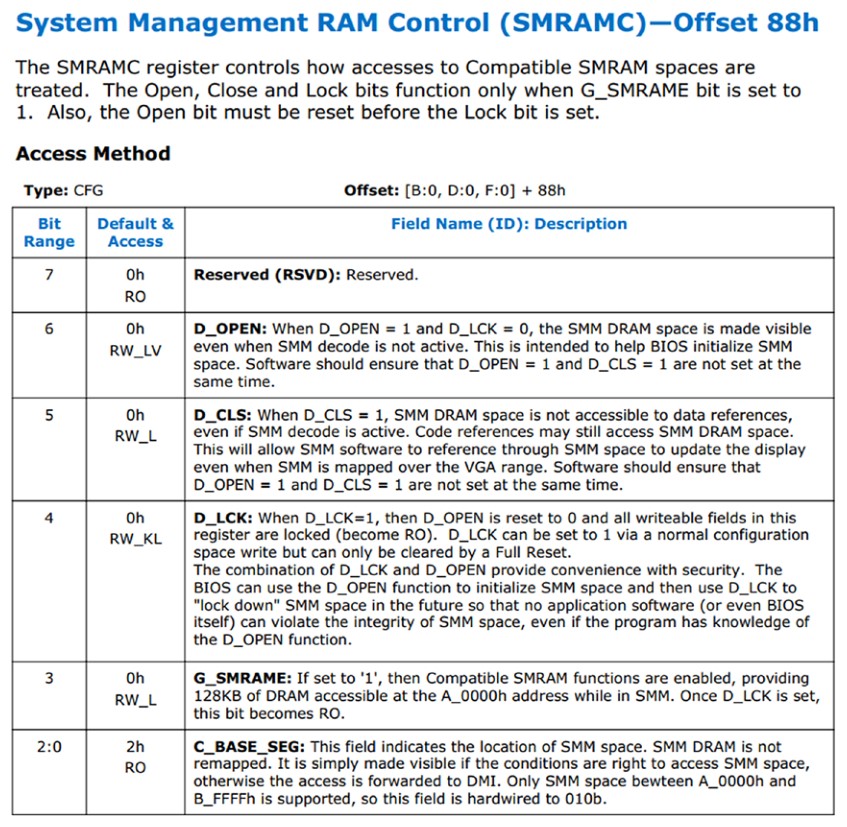 System Management RAM Control (SMRAMC)—Offset 88h
The SMRAMC register controls how accesses to Compatible SMRAM spaces are
treated. The Open, Close and Lock bits function only when G_SMRAME bit is set to
1. Also, the Open bit must be reset before the Lock bit is set.
Access Method
Type: CFG Offset: [B:0, D:0, F:0] + 88h
Bit Default & Field Name (ID): Description
Range Access
7 0h Reserved (RSVD): Reserved.
RO
6 0h D_OPEN: When D_OPEN = 1 and D_LCK = 0, the SMM DRAM space is made visible
RW_LV even when SMM decode is not active. This is intended to help BIOS initialize SMM
space. Software should ensure that D_OPEN = 1 and D_CLS = 1 are not set at the
same time.
5 0h D_CLS: When D_CLS = 1, SMM DRAM space is not accessible to data references,
RW_L even if SMM decode is active. Code references may still access SMM DRAM space.
This will allow SMM software to reference through SMM space to update the display
even when SMM is mapped over the VGA range. Software should ensure that
D_OPEN = 1 and D_CLS = 1 are not set at the same time.
4 0h D_LCK: When D_LCK=1, then D_OPEN is reset to 0 and all writeable fields in this
RW_KL register are locked (become RO). D_LCK can be set to 1 via a normal configuration
space write but can only be cleared by a Full Reset.
The combination of D_LCK and D_OPEN provide convenience with security. The
BIOS can use the D_OPEN function to initialize SMM space and then use D_LCK to
"lock down" SMM space in the future so that no application software (or even BIOS
itself) can violate the integrity of SMM space, even if the program has knowledge of
the D_OPEN function.
3 0h G_SMRAME: If set to '1', then Compatible SMRAM functions are enabled, providing
RW_L 128KB of DRAM accessible at the A_0000h address while in SMM. Once D_LCK is set,
this bit becomes RO.
2:0 2h C_BASE_SEG: This field indicates the location of SMM space. SMM DRAM is not
RO remapped. It is simply made visible if the conditions are right to access SMM space,
otherwise the access is forwarded to DMI. Only SMM space bewteen A_0000h and
B_FFFFh is supported, so this field is hardwired to 010b.